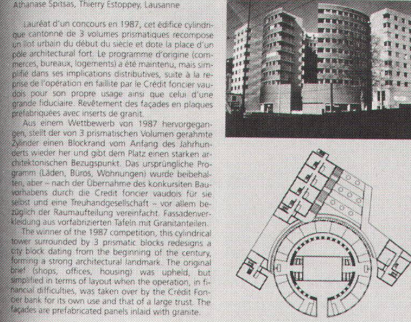 Athanase Spitsas, Thierry Estoppey, Lausanne
Lauréat d'un concours en 1987, cet édifice cylindri-
que cantonné de 3 volumes prismatiques recompose
un îlot urbain du début du siècle et dote la place d'un
pôle architectural fort. Le programme d'origine (com-
merces, bureaux, logements) a été maintenu, mais sim-
plifié dans ses implications distributives, suite à la re-
prise de l'opération en faillite par le Crédit foncier vau-
dois pour son propre usage ainsi que celui d'une
grande fiduciaire. Revêtement des façades en plaques
préfabriquées avec inserts de granit.
Aus einem Wettbewerb von 1987 hervorgegan-
gen, stellt der von 3 prismatischen Volumen gerahmte
Zylinder einen Blockrand vom Anfang des Jahrhun-
derts wieder her und gibt dem Platz einen starken ar-
chitektonischen Bezugspunkt. Das ursprüngliche Pro-
gramm (Läden, Büros, Wohnungen) wurde beibehal-
ten, aber – nach der Übernahme des konkursiten Bau-
vorhabens durch die Credit foncier vaudois für sie
selbst und eine Treuhandgesellschaft – vor allem be-
züglich der Raumaufteilung vereinfacht. Fassadenver-
kleidung aus vorfabrizierten Tafeln mit Granitanteilen.
The winner of the 1987 competition, this cylindrical
tower surrounded by 3 prismatic blocks redesigns a
city block dating from the beginning of the century,
forming a strong architectural landmark. The original
brief (shops, offices, housing) was upheld, but
simplified in terms of layout when the operation, in fi-
nancial difficulties, was taken over by the Crédit Fon-
cier bank for its own use and that of a large trust. The
façades are prefabricated panels inlaid with granite.